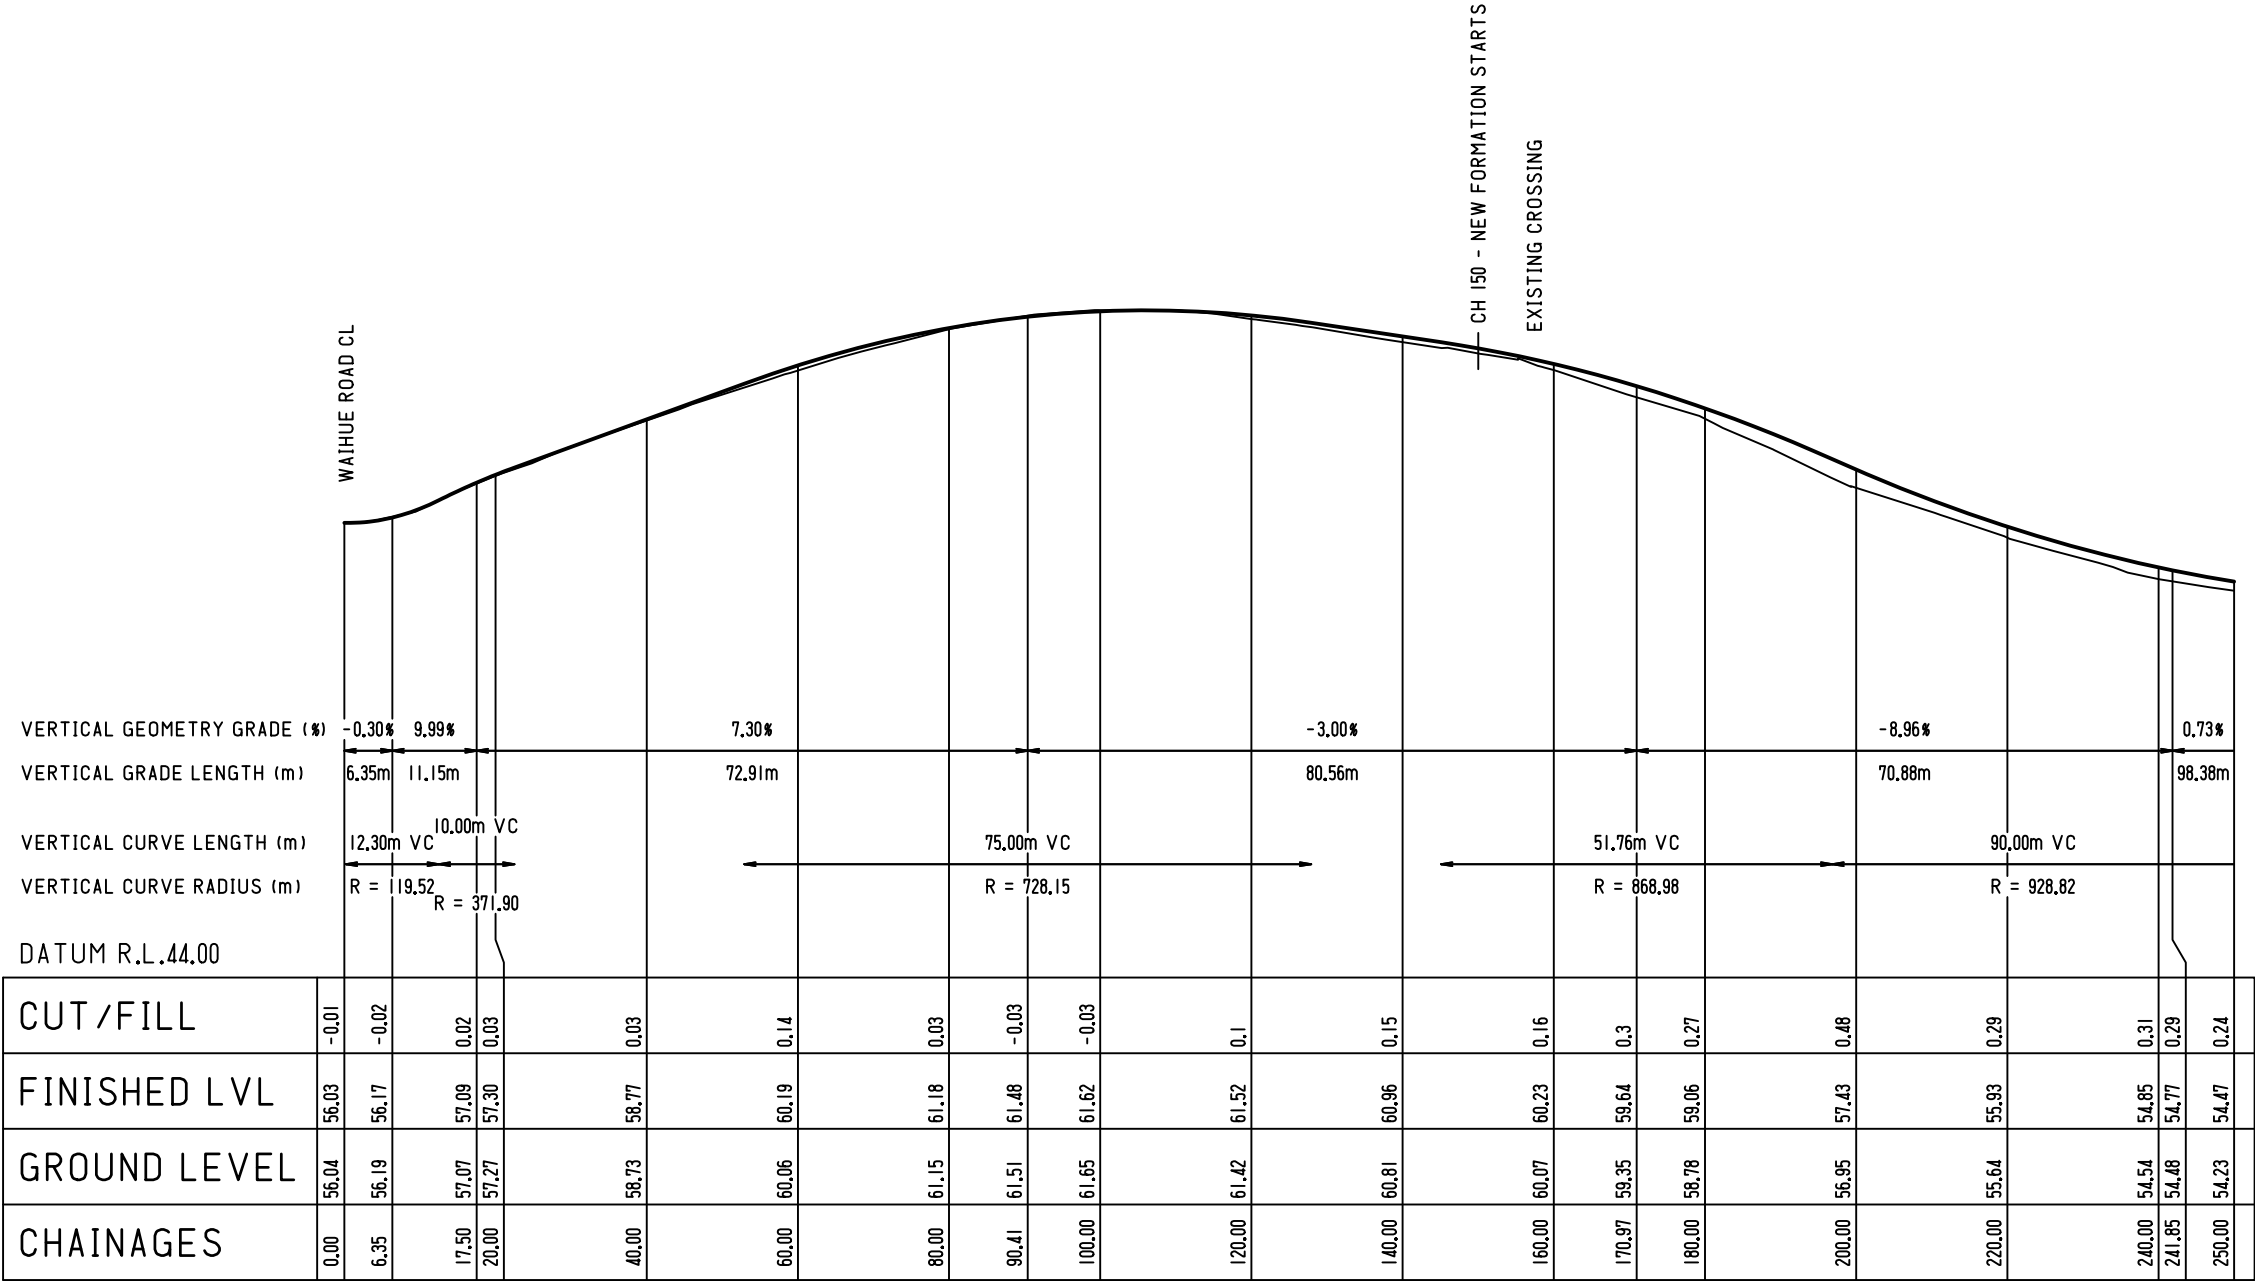 CH 150 - NEW FORMATION STARTS
EXISTING CROSSING
WAIHUE ROAD CL
VERTICAL GEOMETRY GRADE (%) -0.30% 9.99% 7.30% -3.00% -8.96% 0.73%
VERTICAL GRADE LENGTH (m) 6.35m 11.15m 72.91m 80.56m 70.88m 98.38m
VERTICAL CURVE LENGTH (m) 12.30m VC 10.00m VC 75.00m VC 51.76m VC 90.00m VC
VERTICAL CURVE RADIUS (m) R = 119.52 R = 371.90 R = 728.15 R = 868.98 R = 928.82
DATUM R.L.44.00
CUT/FILL -0.01 -0.02 0.02 0.03 0.03 0.14 0.03 -0.03 -0.03 0.1 0.15 0.16 0.3 0.27 0.48 0.29 0.31 0.29 0.24
FINISHED LVL 56.03 56.17 57.09 57.30 58.77 60.19 61.18 61.48 61.62 61.52 60.96 60.23 59.64 59.06 57.43 55.93 54.85 54.77 54.47
GROUND LEVEL 56.04 56.19 57.07 57.27 58.73 60.06 61.15 61.51 61.65 61.42 60.81 60.07 59.35 58.78 56.95 55.64 54.54 54.48 54.23
CHAINAGES 0.00 6.35 17.50 20.00 40.00 60.00 80.00 90.41 100.00 120.00 140.00 160.00 170.97 180.00 200.00 220.00 240.00 241.85 250.00